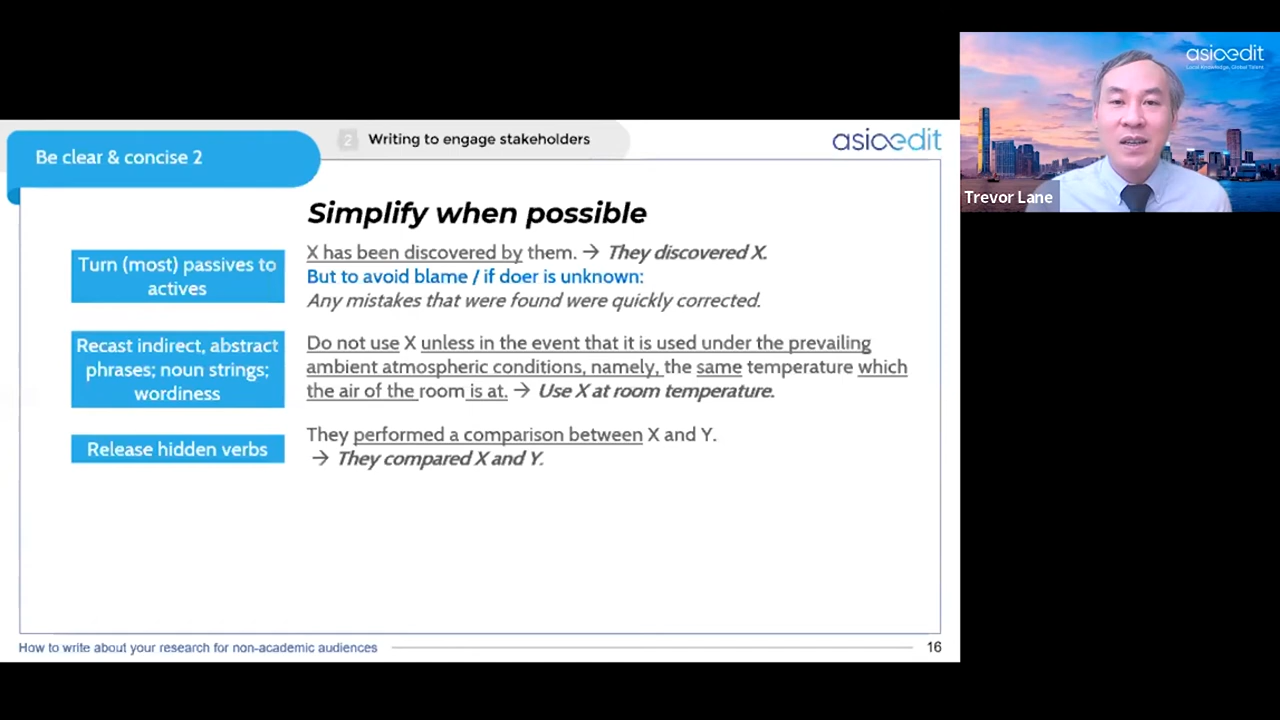 Be clear & concise 2
2 Writing to engage stakeholders
asiaedit
Simplify when possible
Turn (most) passives to
actives
X has been discovered by them. → They discovered X.
But to avoid blame / if doer is unknown:
Any mistakes that were found were quickly corrected.
Recast indirect, abstract
phrases; noun strings;
wordiness
Do not use X unless in the event that it is used under the prevailing
ambient atmospheric conditions, namely, the same temperature which
the air of the room is at. → Use X at room temperature.
Release hidden verbs
They performed a comparison between X and Y.
→ They compared X and Y.
How to write about your research for non-academic audiences
16
asiaedit
Local Knowledge, Global Talent
Trevor Lane